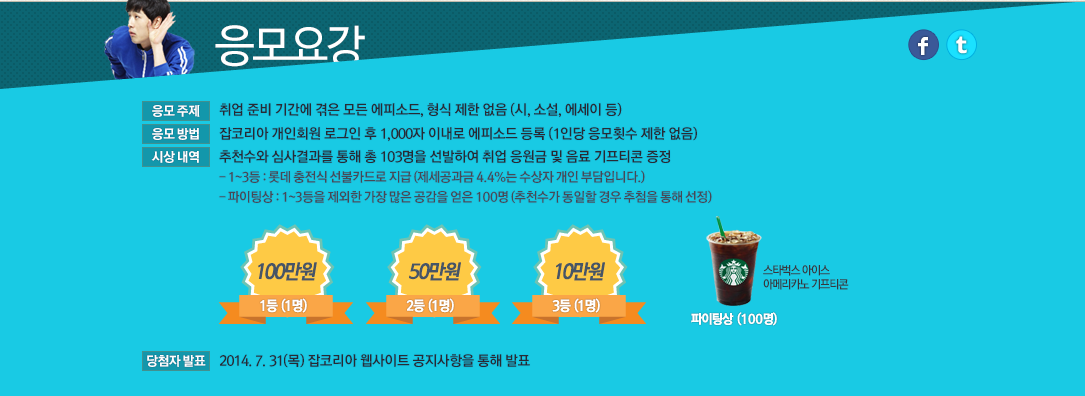 응모요강
f t
응모 주제 취업 준비 기간에 겪은 모든 에피소드, 형식 제한 없음 (시, 소설, 에세이 등)
응모 방법 잡코리아 개인회원 로그인 후 1,000자 이내로 에피소드 등록 (1인당 응모횟수 제한 없음)
시상 내역 추천수와 심사결과를 통해 총 103명을 선발하여 취업 응원금 및 음료 기프티콘 증정
- 1~3등 : 롯데 충전식 선불카드로 지급 (제세공과금 4.4%는 수상자 개인 부담입니다.)
- 파이팅상 : 1~3등을 제외한 가장 많은 공감을 얻은 100명 (추천수가 동일할 경우 추첨을 통해 선정)
100만원
1등 (1명)
50만원
2등 (1명)
10만원
3등 (1명)
스타벅스 아이스
아메리카노 기프티콘
파이팅상 (100명)
당첨자 발표 2014. 7. 31(목) 잡코리아 웹사이트 공지사항을 통해 발표